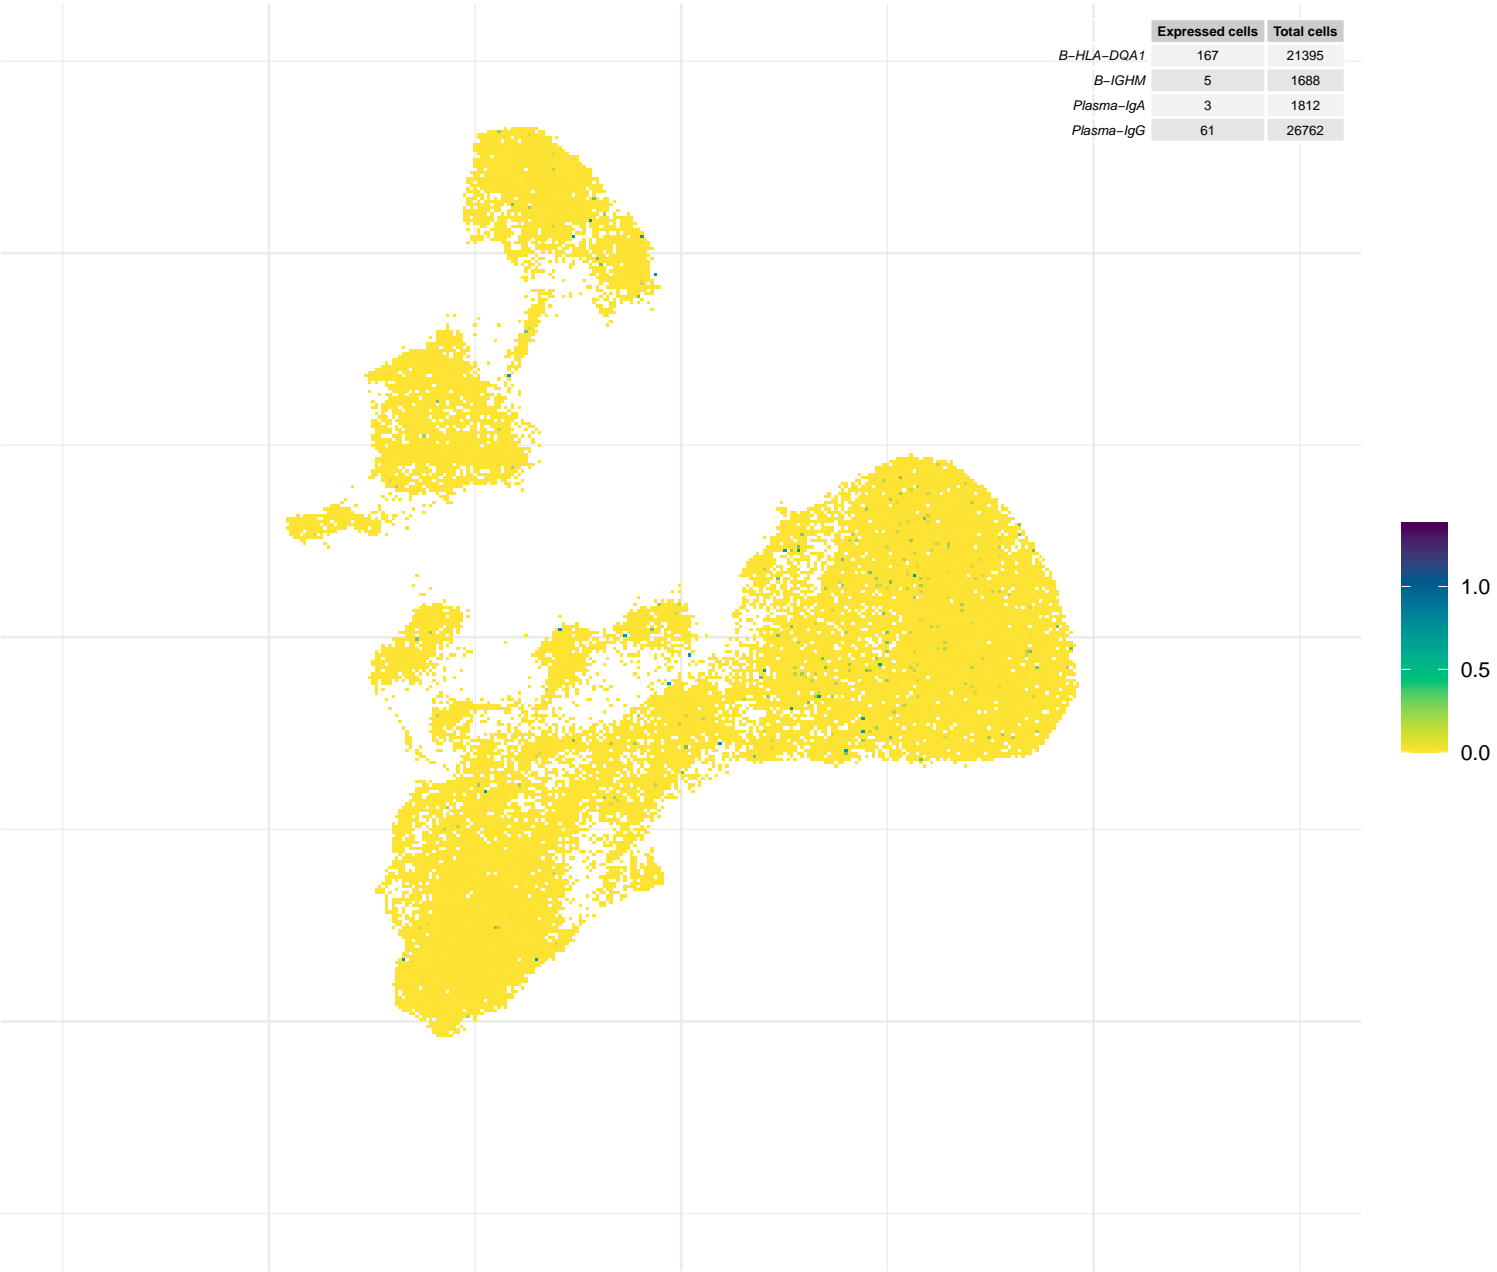 Expressed cells Total cells
B−HLA−DQA1 167 21395
B−IGHM 5 1688
Plasma−IgA 3 1812
Plasma−IgG 61 26762
1.0
0.5
0.0